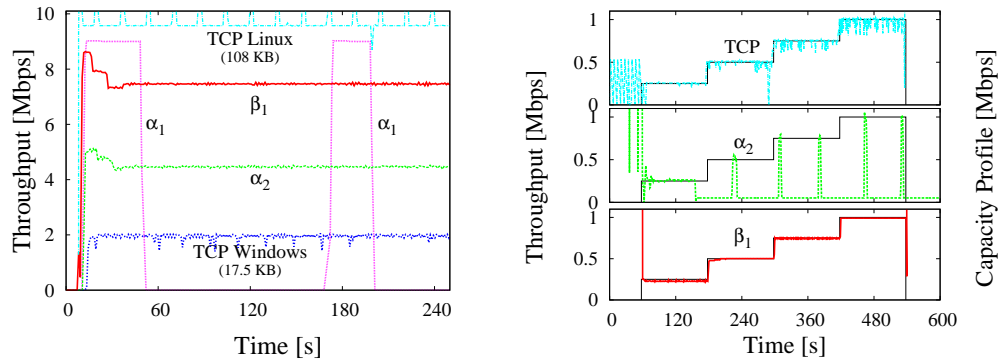 Throughput [Mbps]
10
8
6
4
2
0
TCP Linux
(108 KB)
β1
α1
α1
α2
TCP Windows
(17.5 KB)
0 60 120 180 240
Time [s]
Throughput [Mbps]
1
0.5
0
TCP
1
0.5
α2
1
0.5
0
β1
120 240 360 480 600
Time [s]
Capacity Profile [Mbps]